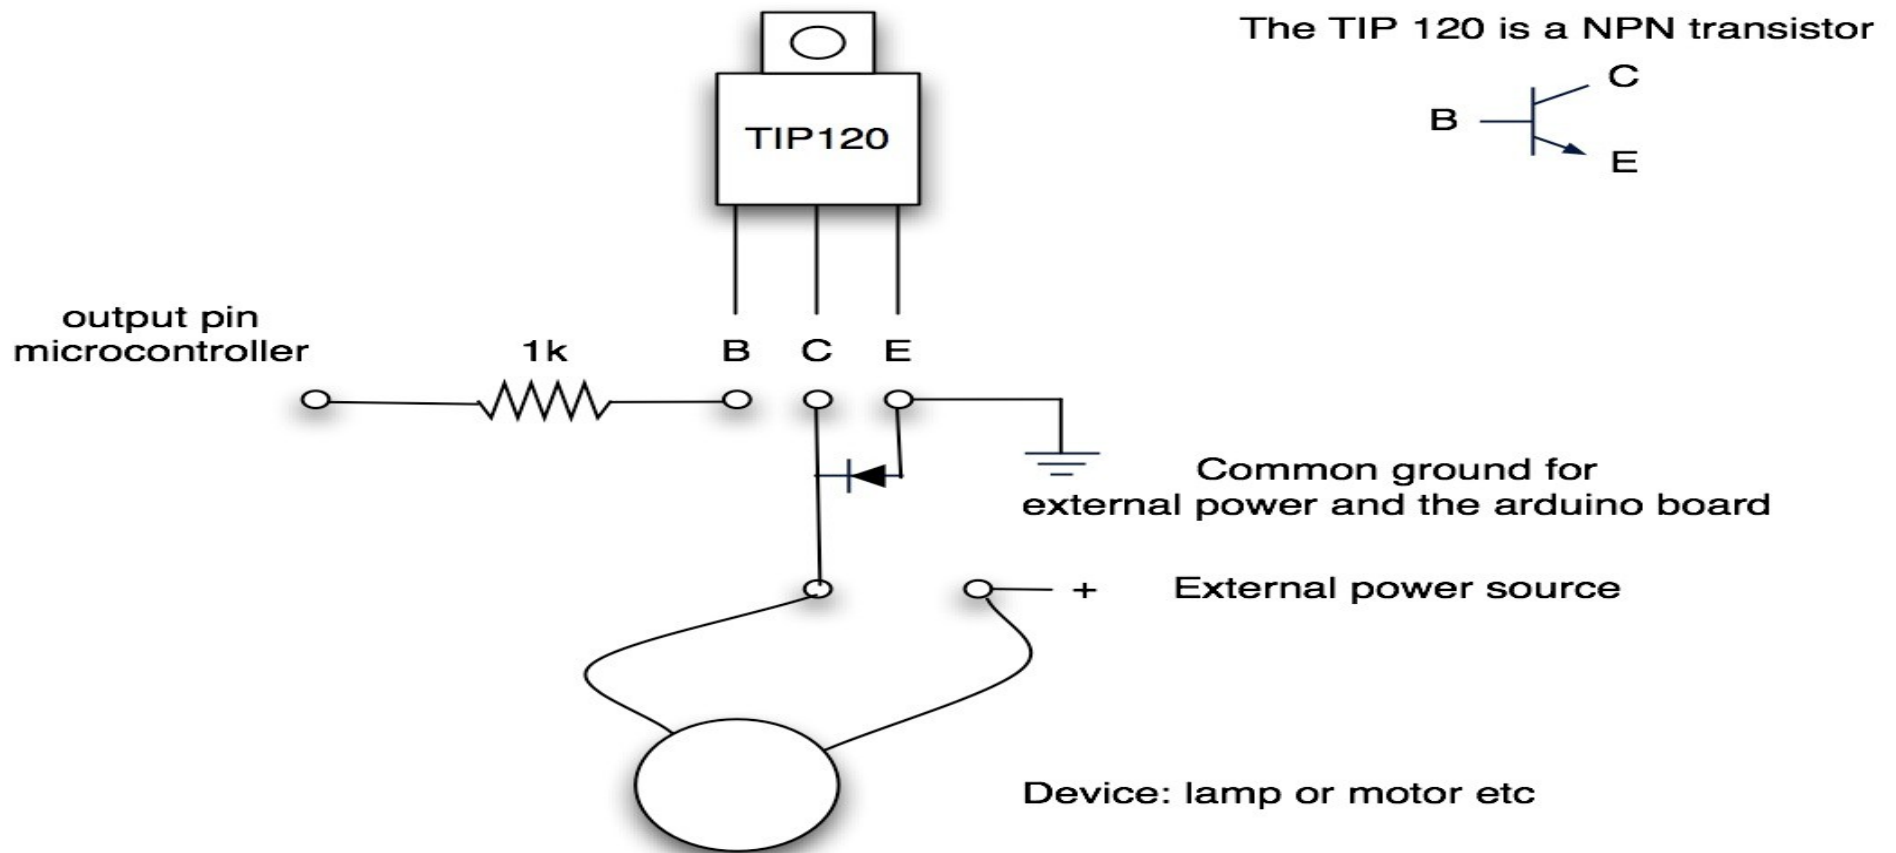 The TIP 120 is a NPN transistor
C
B
E
TIP120
output pin
microcontroller
1k
B C E
Common ground for
external power and the arduino board
+ External power source
Device: lamp or motor etc